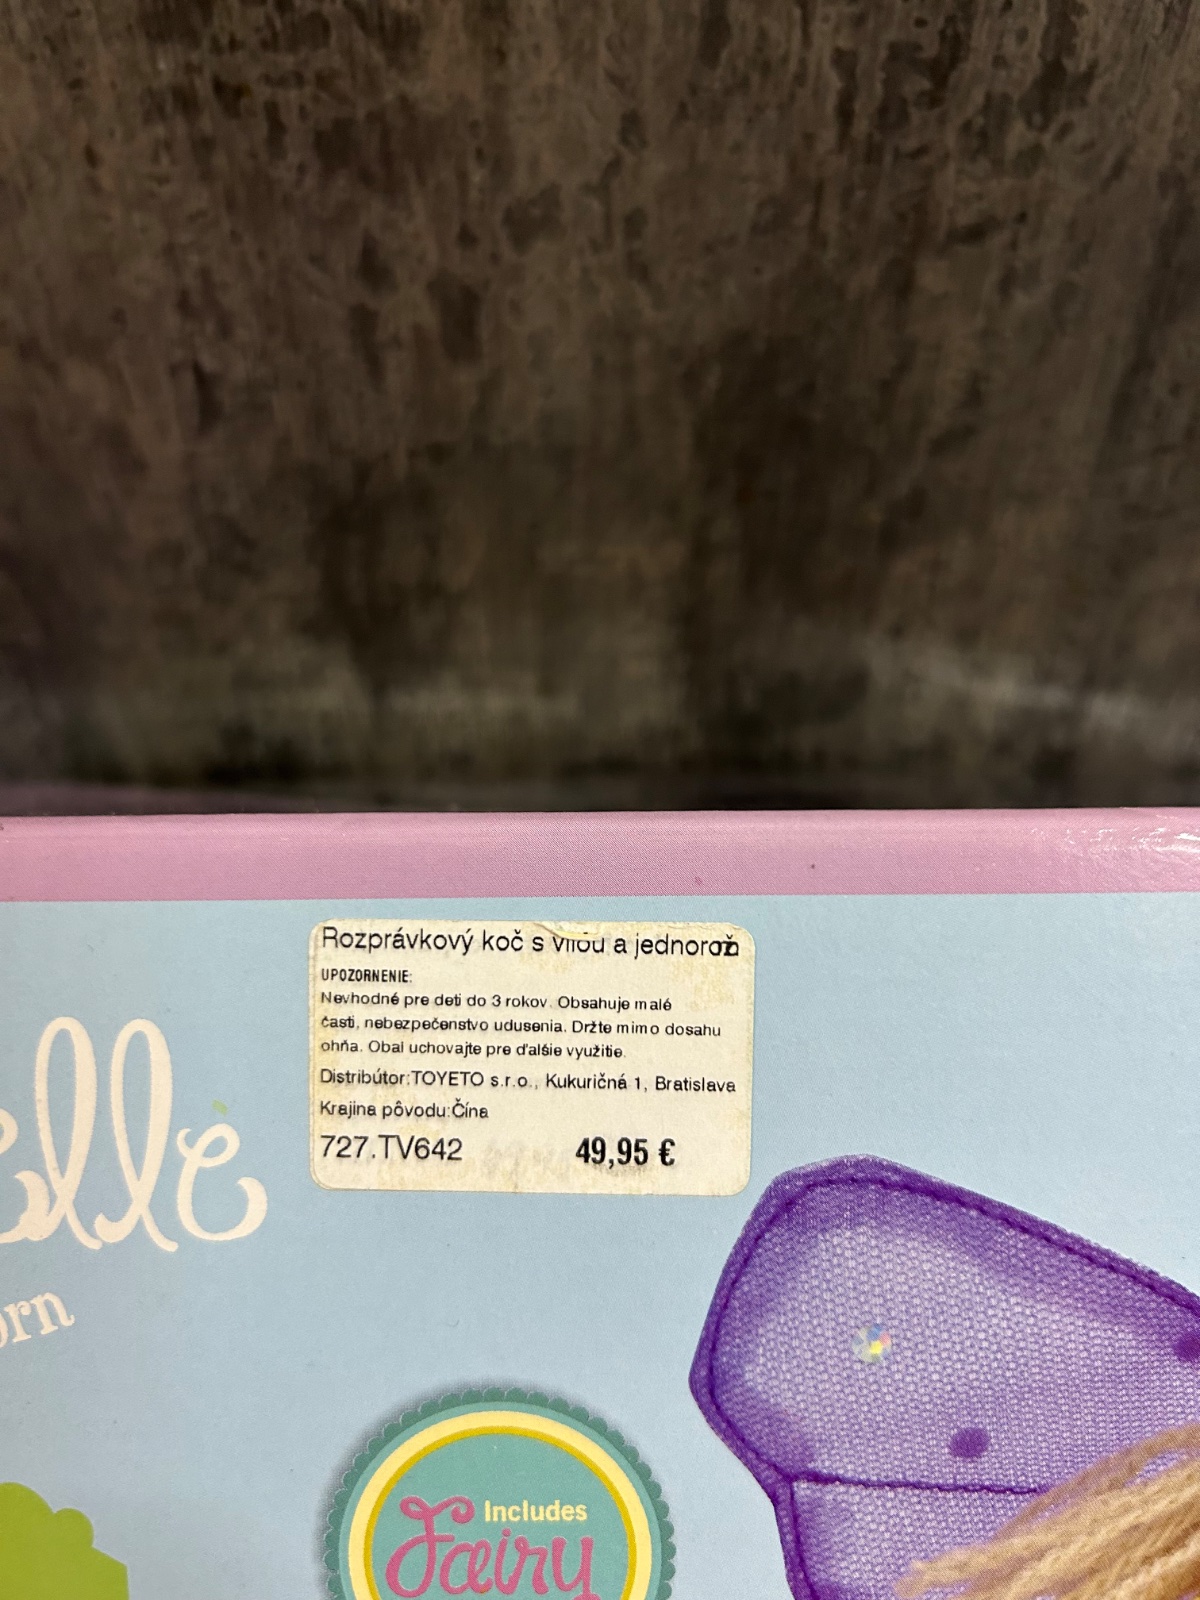 Rozprávkový koč s vílou a jednorož
UPOZORNENIE:
Nevhodné pre deti do 3 rokov. Obsahuje malé
časti, nebezpečenstvo udusenia. Držte mimo dosahu
ohňa. Obal uchovajte pre ďalšie využitie.
Distribútor:TOYETO s.r.o., Kukuričná 1, Bratislava
Krajina pôvodu:Čína
727.TV642 49,95 €
Includes
Fairy